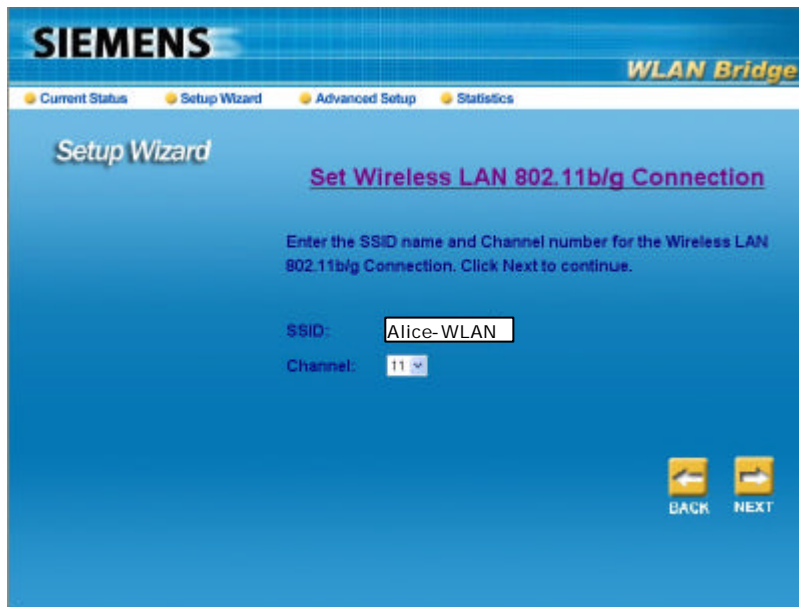 SIEMENS
WLAN Bridge
Current Status Setup Wizard Advanced Setup Statistics
Setup Wizard
Set Wireless LAN 802.11b/g Connection
Enter the SSID name and Channel number for the Wireless LAN
802.11b/g Connection. Click Next to continue.
SSID: Alice-WLAN
Channel: 11
BACK NEXT